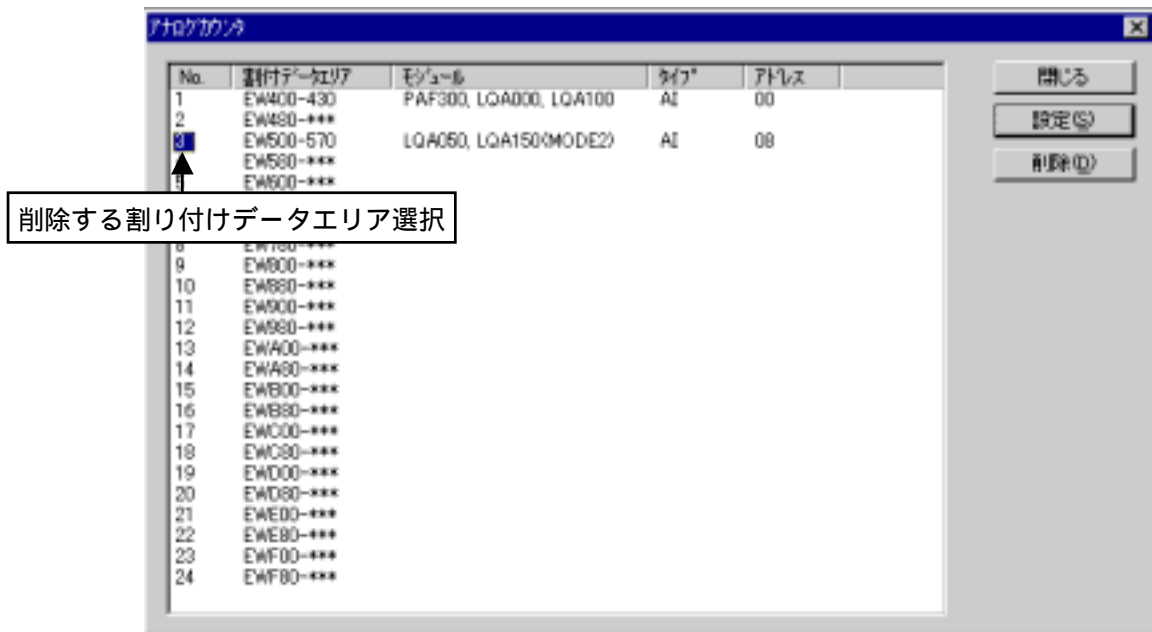 アナログカウンタ
No. 割付データエリア モジュール タイプ アドレス
1 EW400-430 PAF300, LQA000, LQA100 AI 00
2 EW480-***
3 EW500-570 LQA050, LQA150(MODE2) AI 08
EW580-***
5 EW600-***
削除する割り付けデータエリア選択
8 EW780-***
9 EW800-***
10 EW880-***
11 EW900-***
12 EW980-***
13 EWA00-***
14 EWA80-***
15 EWB00-***
16 EWB80-***
17 EWC00-***
18 EWC80-***
19 EWD00-***
20 EWD80-***
21 EWE00-***
22 EWE80-***
23 EWF00-***
24 EWF80-***
閉じる
設定(S)
削除(D)